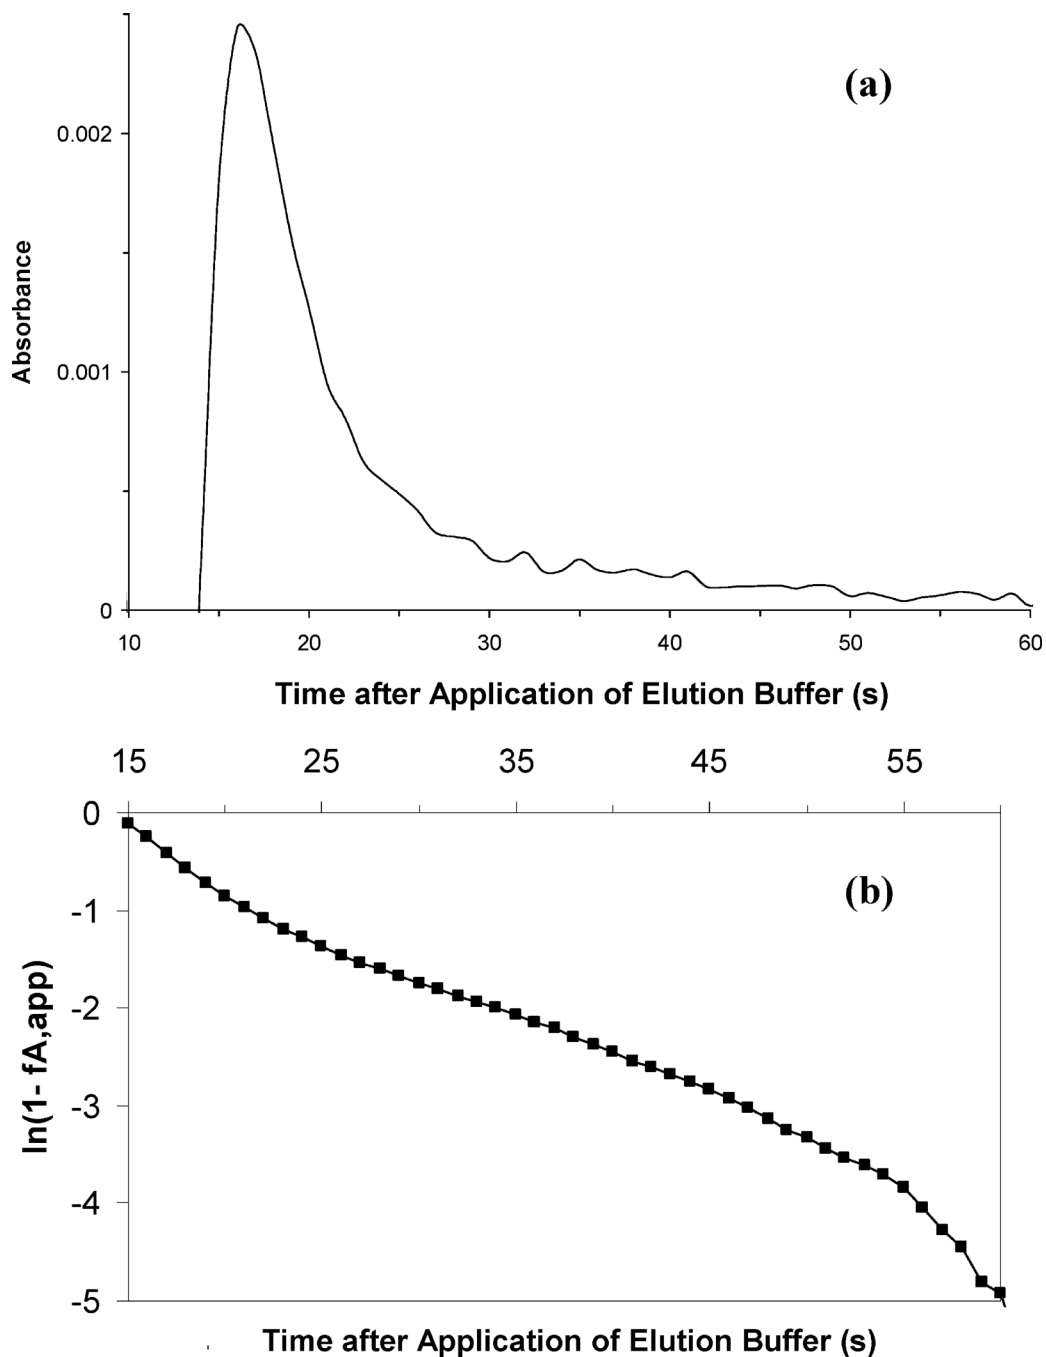 (a)
0.002
Absorbance
0.001
0
10 20 30 40 50 60
Time after Application of Elution Buffer (s)
15 25 35 45 55
0
(b)
-1
ln(1- fA,app)
-2
-3
-4
-5
Time after Application of Elution Buffer (s)